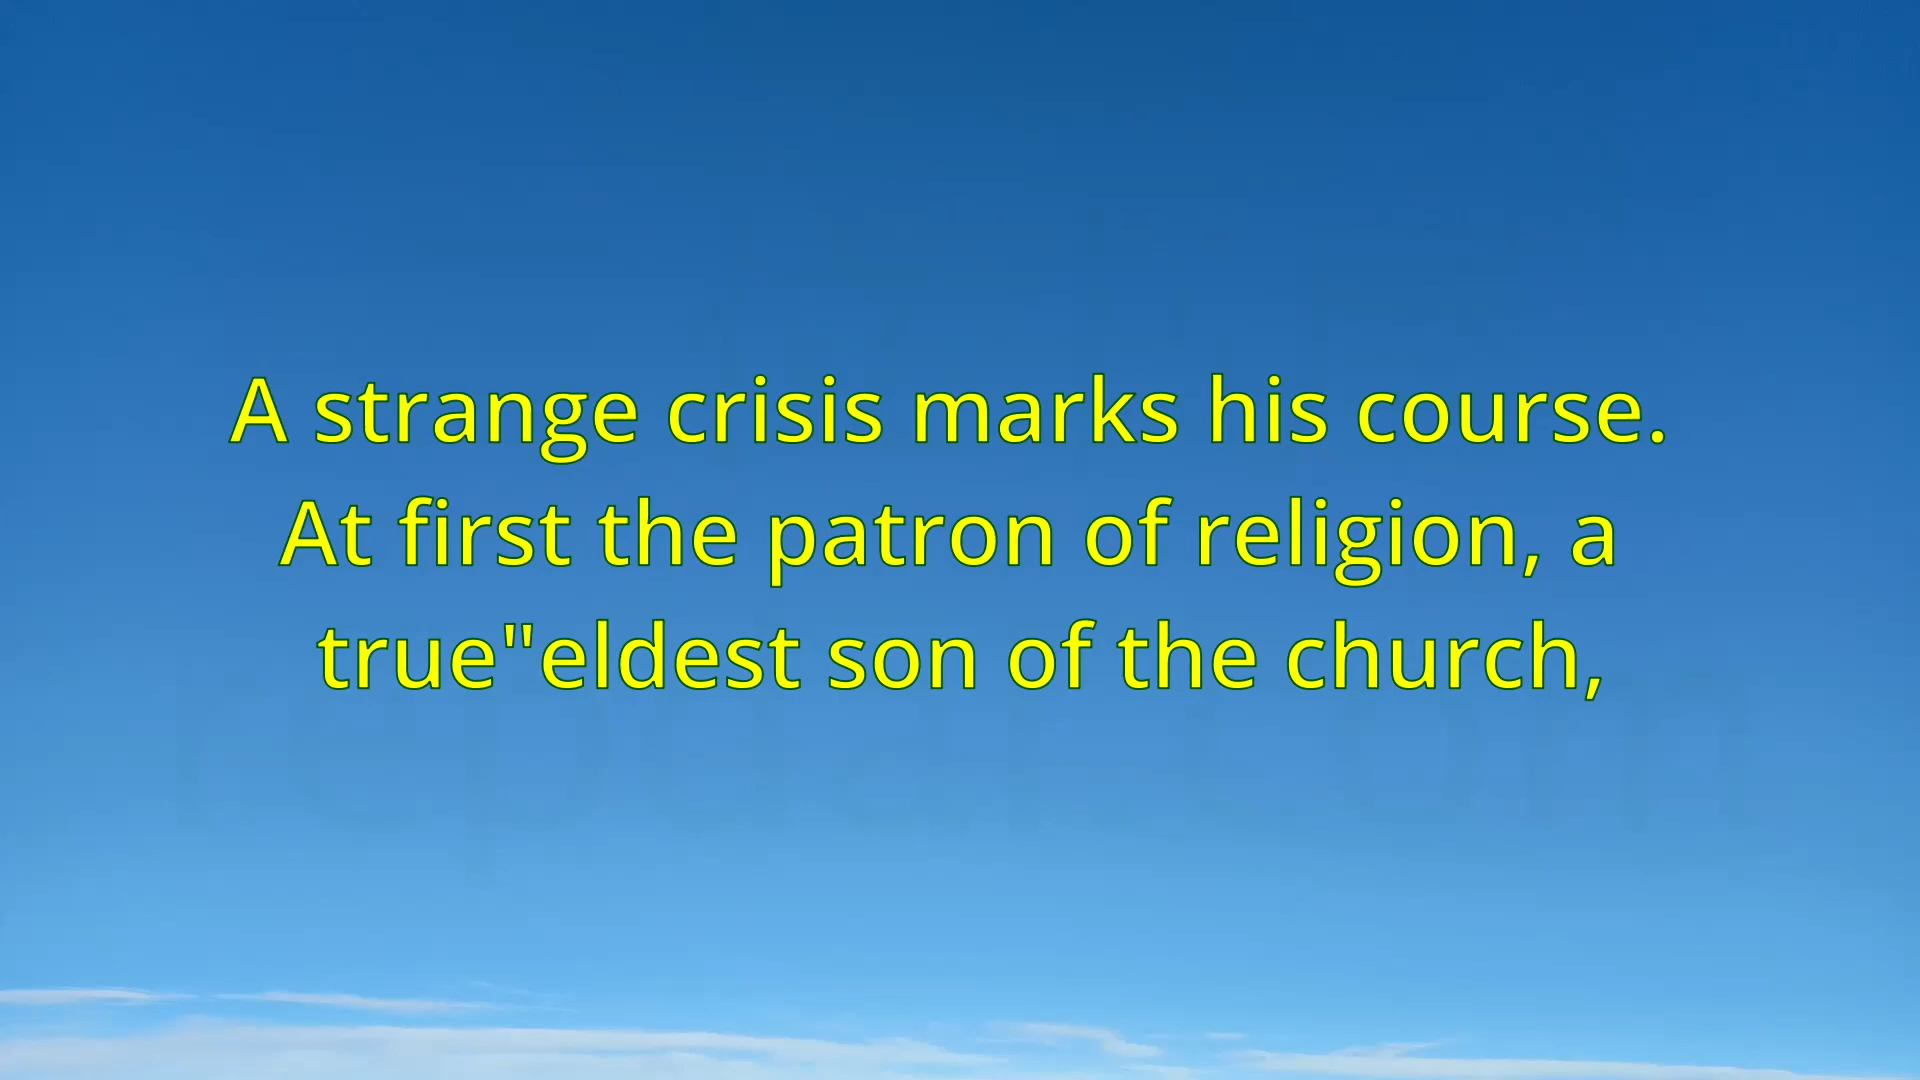 A strange crisis marks his course.
At first the patron of religion, a
true"eldest son of the church,